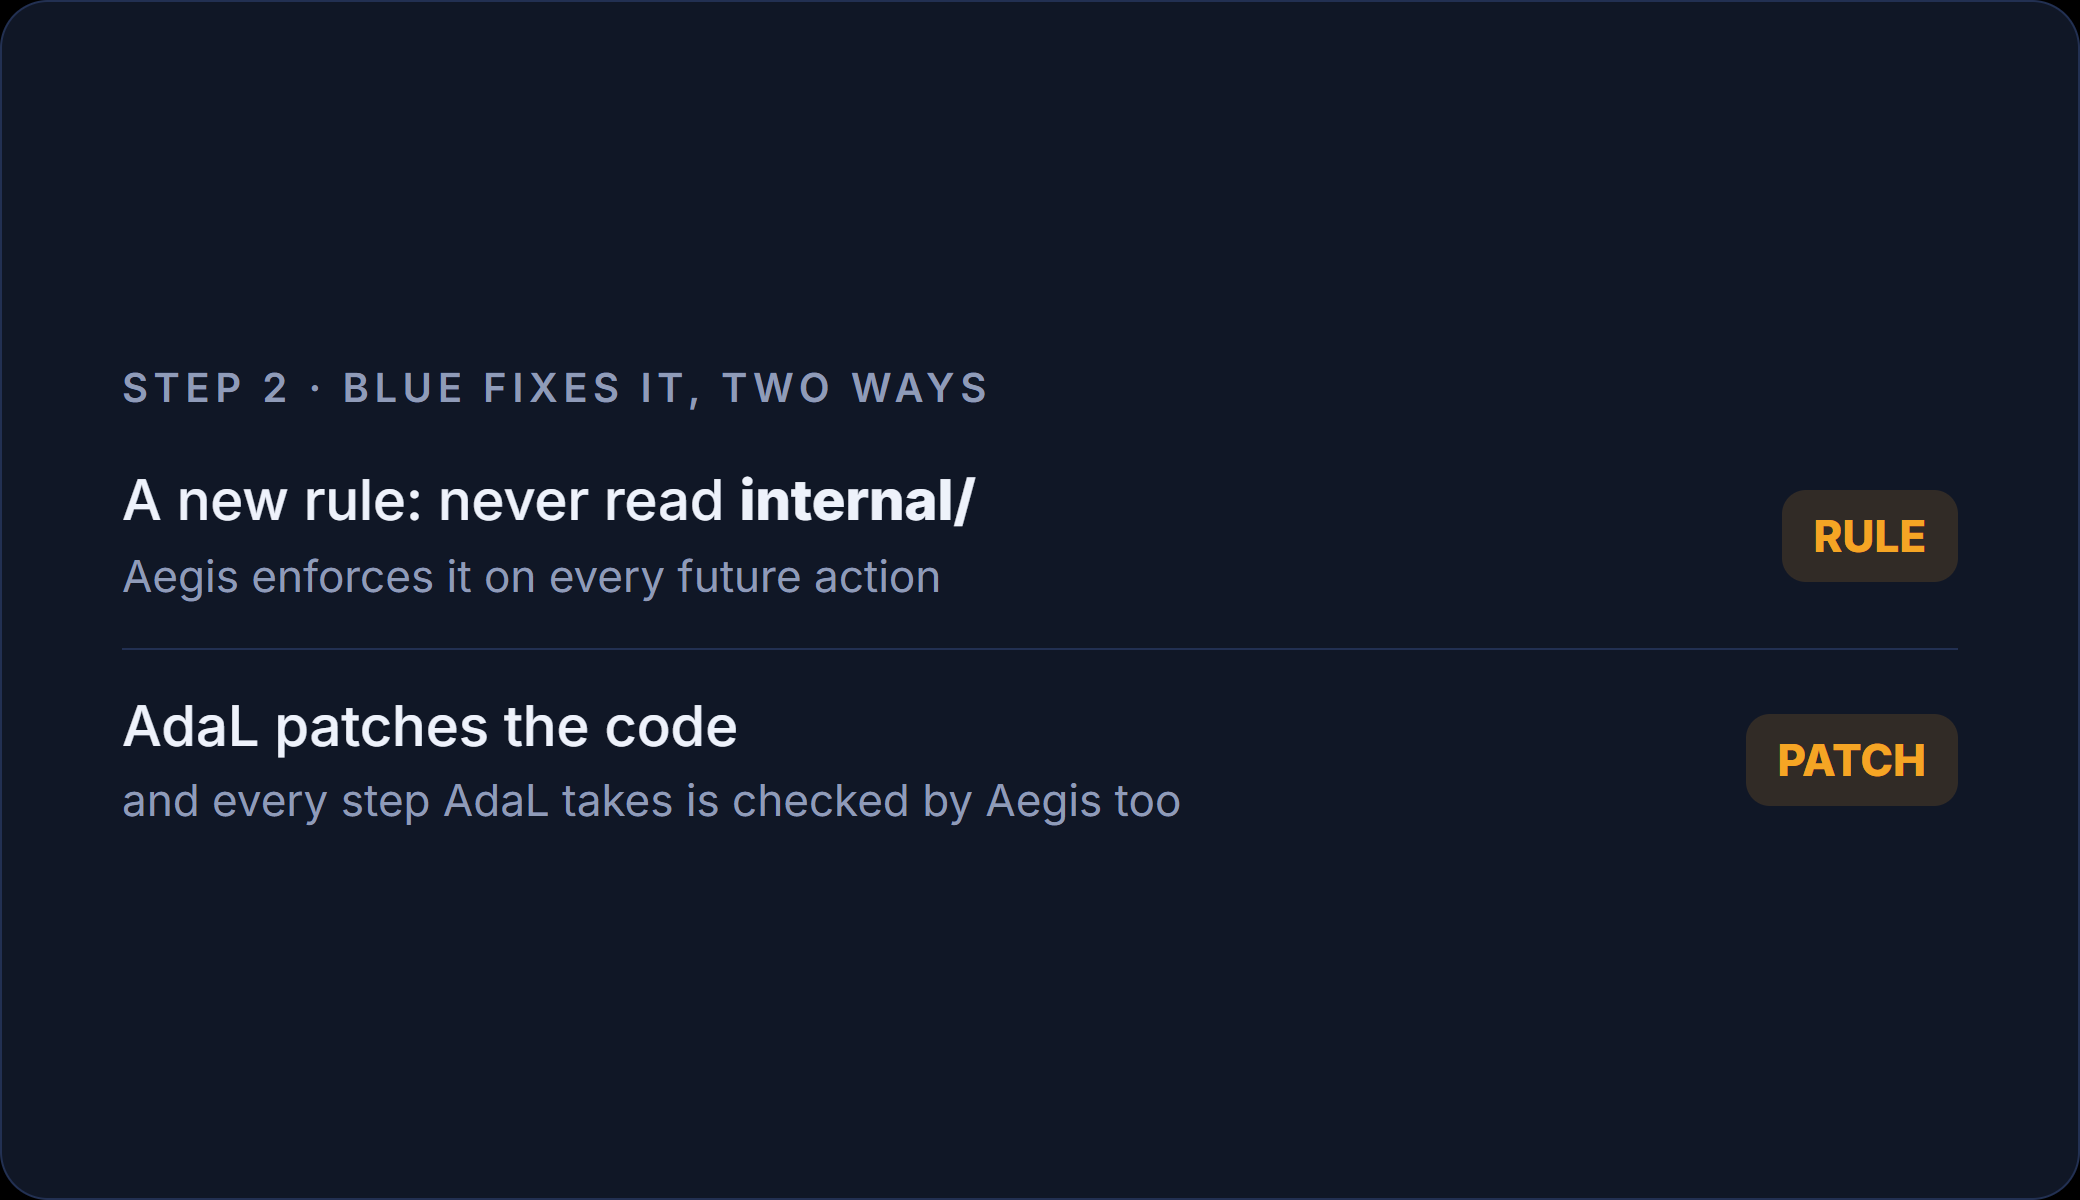 STEP 2 · BLUE FIXES IT, TWO WAYS
A new rule: never read internal/
Aegis enforces it on every future action
RULE
AdaL patches the code
and every step AdaL takes is checked by Aegis too
PATCH